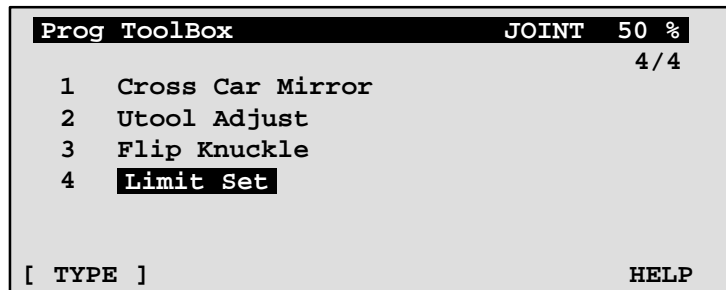 Prog ToolBox JOINT 50 %
4/4
1 Cross Car Mirror
2 Utool Adjust
3 Flip Knuckle
4 Limit Set
[ TYPE ] HELP